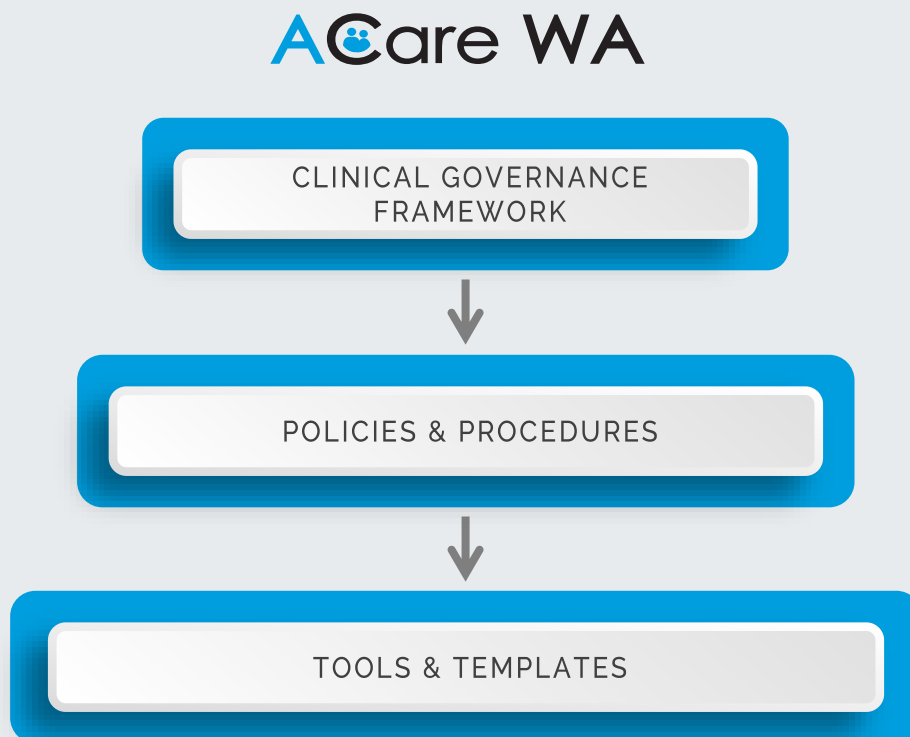 ACare WA
CLINICAL GOVERNANCE
FRAMEWORK
POLICIES & PROCEDURES
TOOLS & TEMPLATES